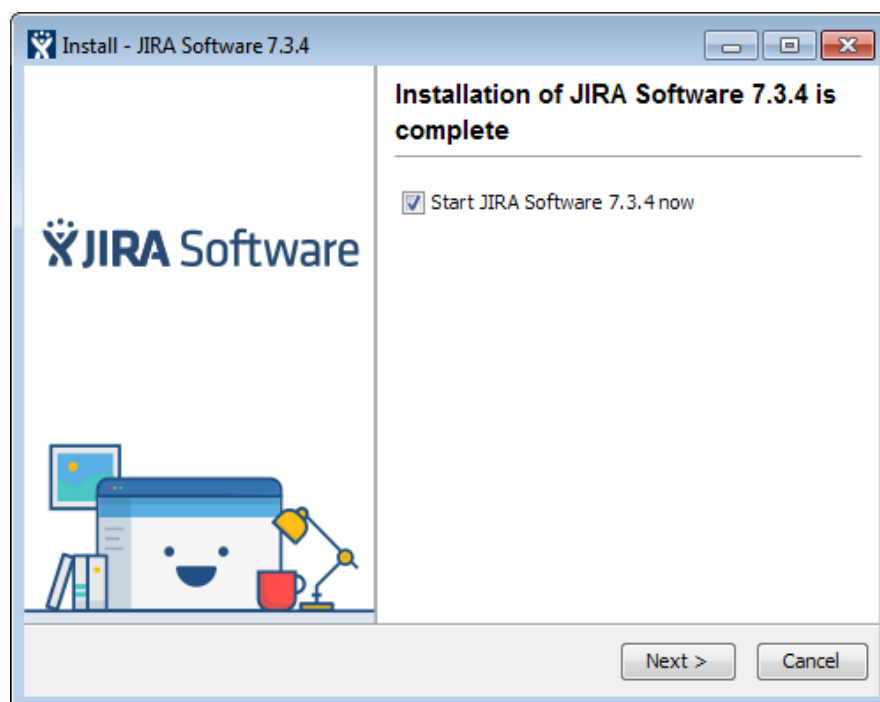 Install - JIRA Software 7.3.4
Installation of JIRA Software 7.3.4 is
complete
Start JIRA Software 7.3.4 now
JIRA Software
Next >
Cancel